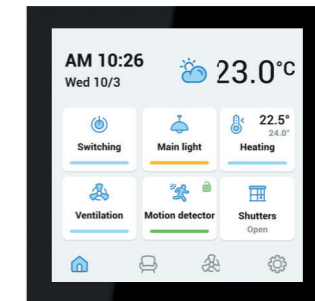 AM 10:26
Wed 10/3
23.0°C
22.5°
24.0°
Switching
Main light
Heating
Ventilation
Motion detector
Shutters
Open